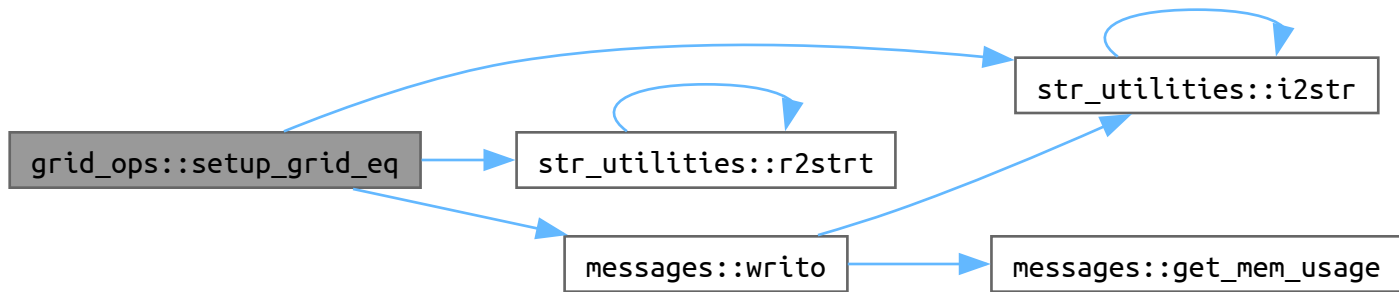 str_utilities::i2str
grid_ops::setup_grid_eq
str_utilities::r2strt
messages::writo
messages::get_mem_usage